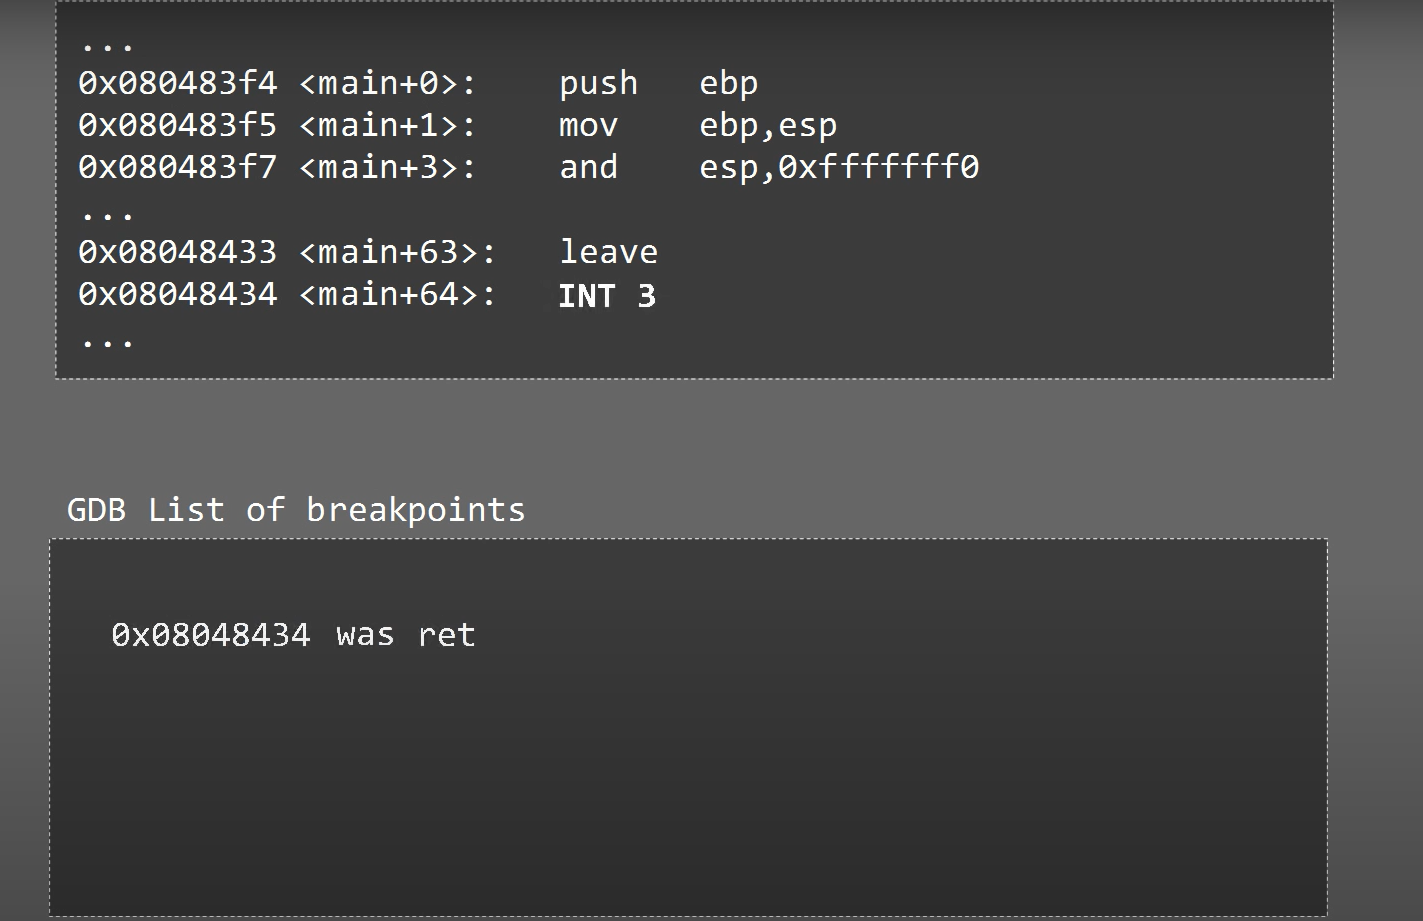 ...
0x080483f4 <main+0>: push ebp
0x080483f5 <main+1>: mov ebp,esp
0x080483f7 <main+3>: and esp,0xfffffff0
...
0x08048433 <main+63>: leave
0x08048434 <main+64>: INT 3
...
GDB List of breakpoints
0x08048434 was ret